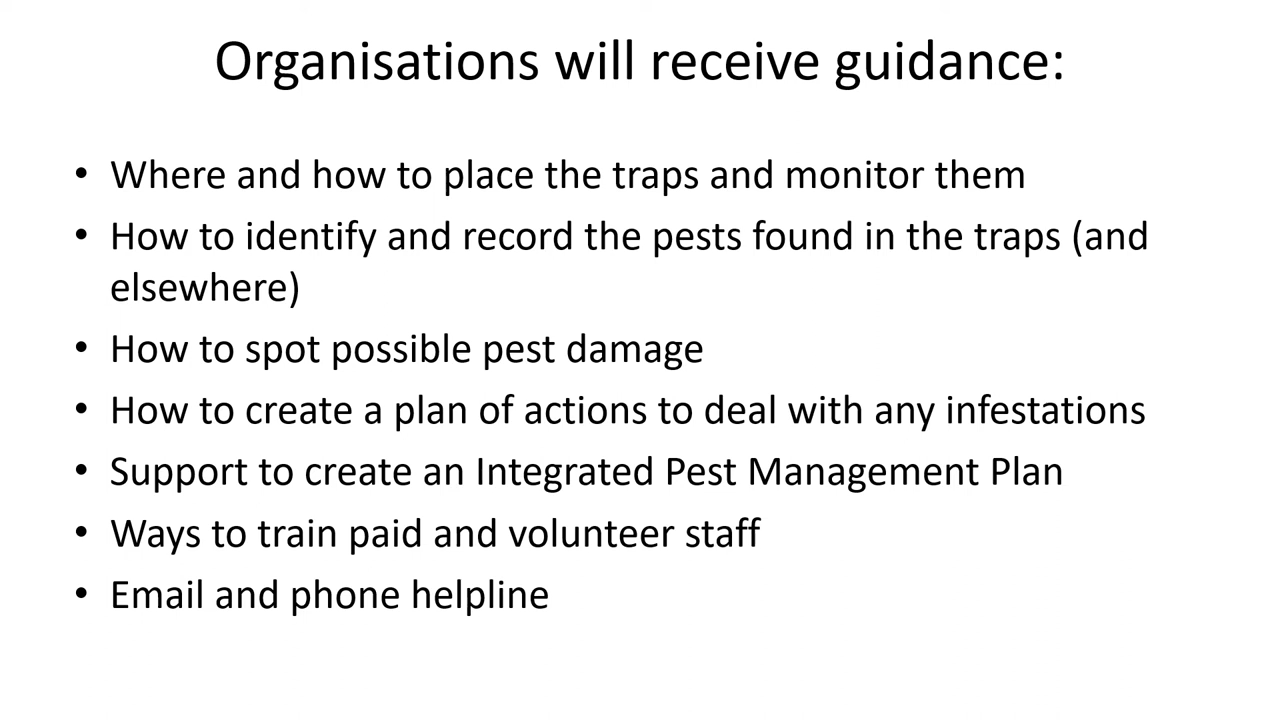 Organisations will receive guidance:
• Where and how to place the traps and monitor them
• How to identify and record the pests found in the traps (and
elsewhere)
• How to spot possible pest damage
• How to create a plan of actions to deal with any infestations
• Support to create an Integrated Pest Management Plan
• Ways to train paid and volunteer staff
• Email and phone helpline